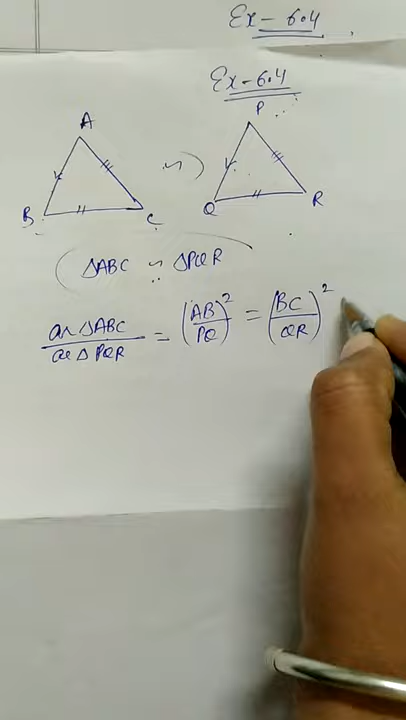 Ex - 6.4
Ex - 6.4
A
P
B
C
Q
R
∽
( ΔABC ∽ ΔPQR )
ar ΔABC / ar ΔPQR = (AB/PQ)² = (BC/QR)²